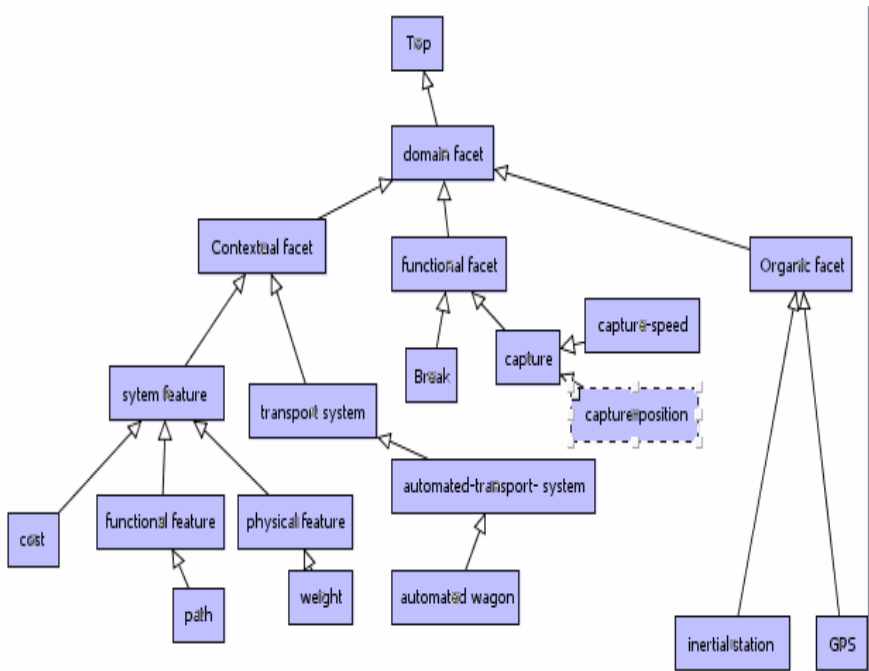 Top
domain facet
Contextual facet
functional facet
Organic facet
capture-speed
capture
Break
sytem feature
transport system
capture-position
automated-transport- system
cost
functional feature
physical feature
path
weight
automated wagon
inertial-station
GPS